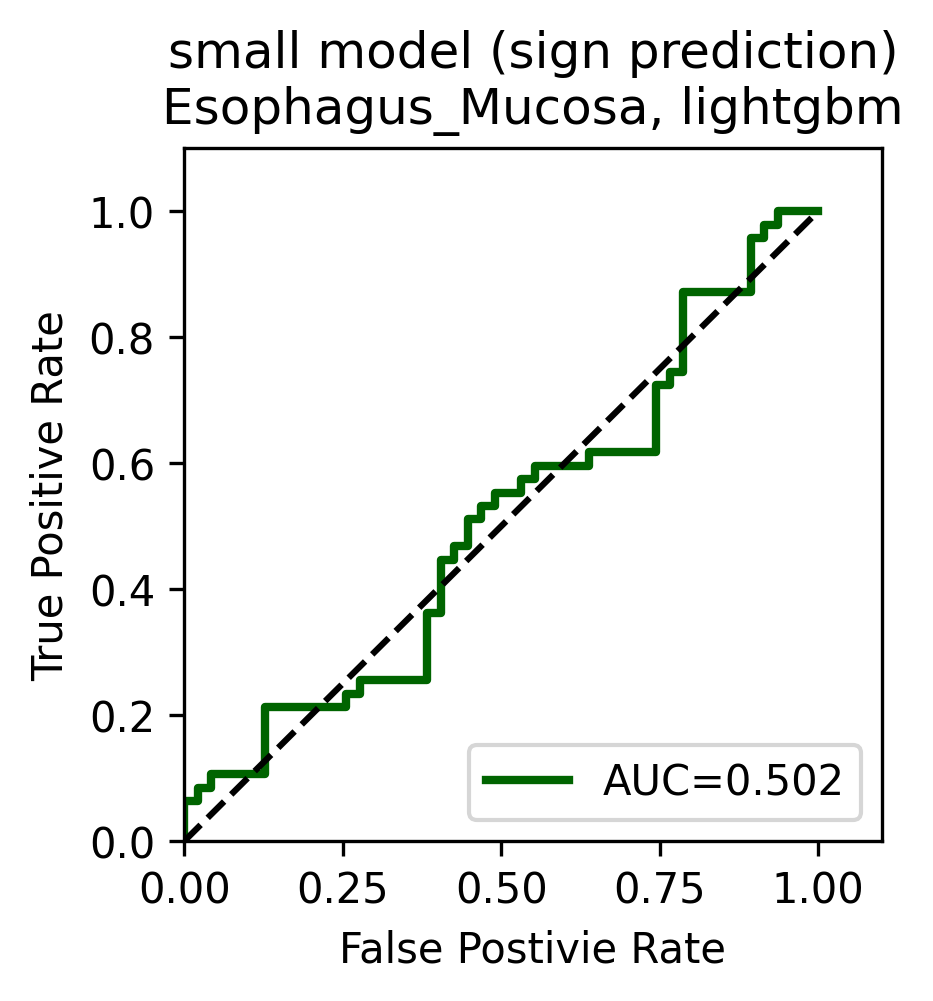 small model (sign prediction)
Esophagus_Mucosa, lightgbm
1.0
0.8
0.6
0.4
0.2
0.0
True Positive Rate
AUC=0.502
0.00 0.25 0.50 0.75 1.00
False Postivie Rate